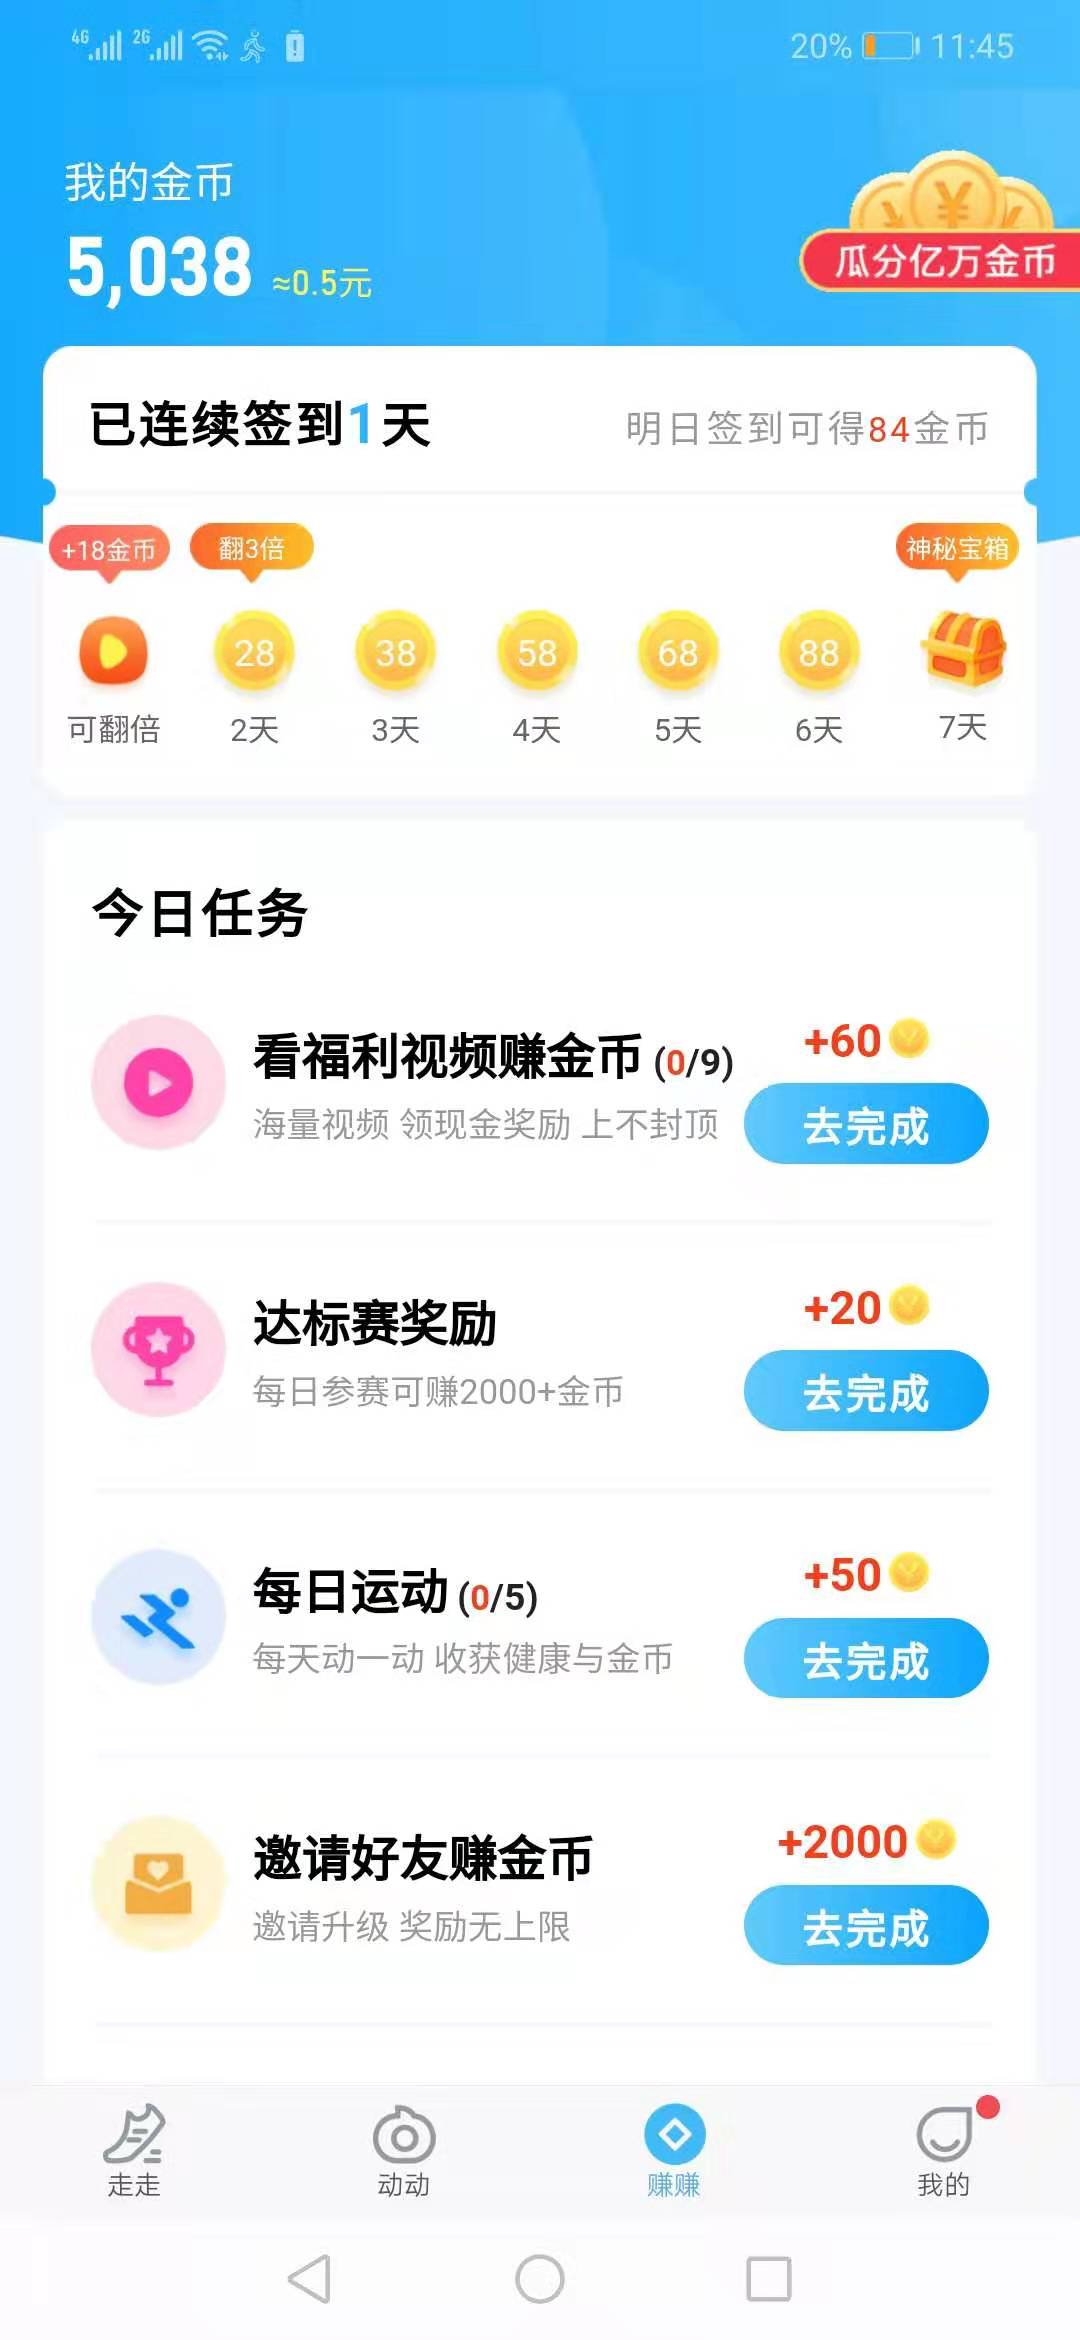 4G 2G 20% 11:45
我的金币
5,038 ≈0.5元
瓜分亿万金币
已连续签到1天 明日签到可得84金币
+18金币 翻3倍 神秘宝箱
28 38 58 68 88
可翻倍 2天 3天 4天 5天 6天 7天
今日任务
看福利视频赚金币 (0/9) +60
海量视频 领现金奖励 上不封顶 去完成
达标赛奖励 +20
每日参赛可赚2000+金币 去完成
每日运动 (0/5) +50
每天动一动 收获健康与金币 去完成
邀请好友赚金币 +2000
邀请升级 奖励无上限 去完成
走走 动动 赚赚 我的